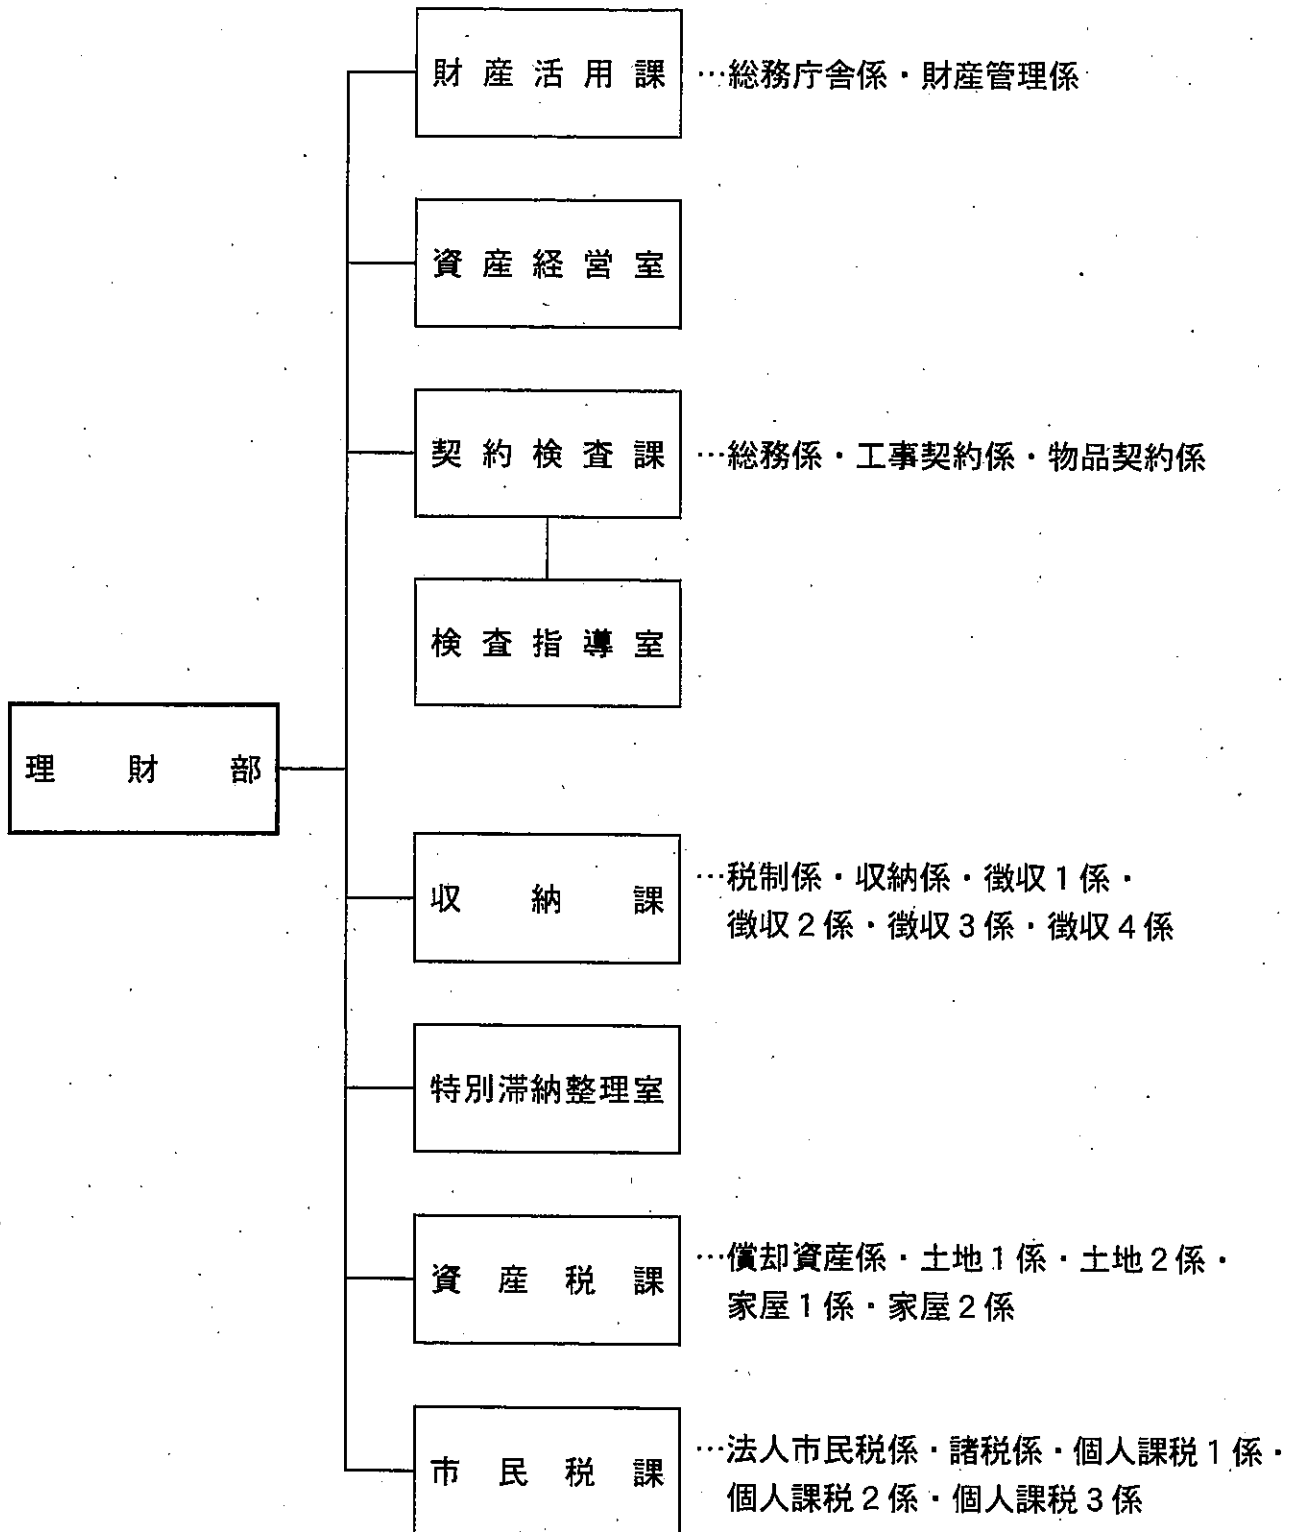 財産活用課 …総務庁舎係・財産管理係
資産経営室
契約検査課 …総務係・工事契約係・物品契約係
検査指導室
理財部
収納課 …税制係・収納係・徴収1係・
徴収2係・徴収3係・徴収4係
特別滞納整理室
資産税課 …償却資産係・土地1係・土地2係・
家屋1係・家屋2係
市民税課 …法人市民税係・諸税係・個人課税1係・
個人課税2係・個人課税3係